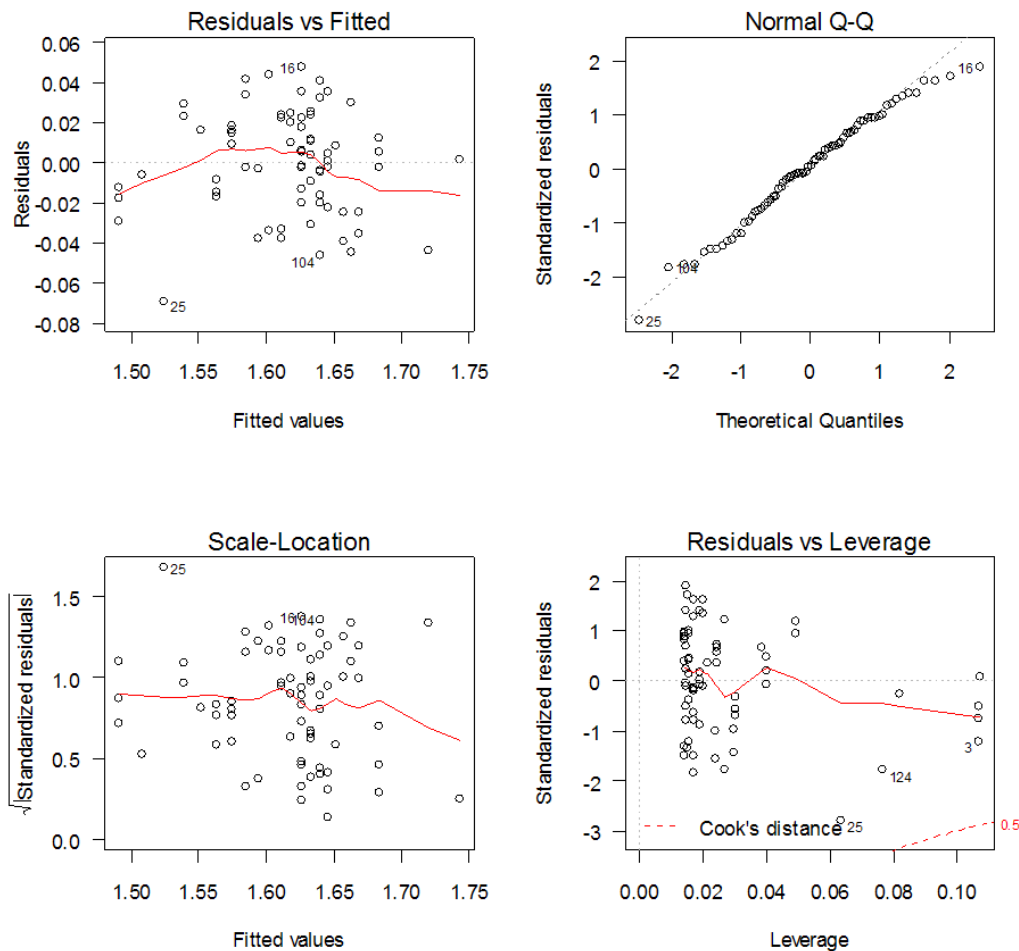 Residuals vs Fitted
0.06
0.04
0.02
0.00
-0.02
-0.04
-0.06
-0.08
Residuals
16
104
25
1.50 1.55 1.60 1.65 1.70 1.75
Fitted values
Normal Q-Q
2
1
0
-1
-2
Standardized residuals
16
104
25
-2 -1 0 1 2
Theoretical Quantiles
Scale-Location
1.5
1.0
0.5
0.0
√|Standardized residuals|
25
16
104
1.50 1.55 1.60 1.65 1.70 1.75
Fitted values
Residuals vs Leverage
2
1
0
-1
-2
-3
Standardized residuals
3
124
25
Cook's distance
0.5
0.00 0.02 0.04 0.06 0.08 0.10
Leverage